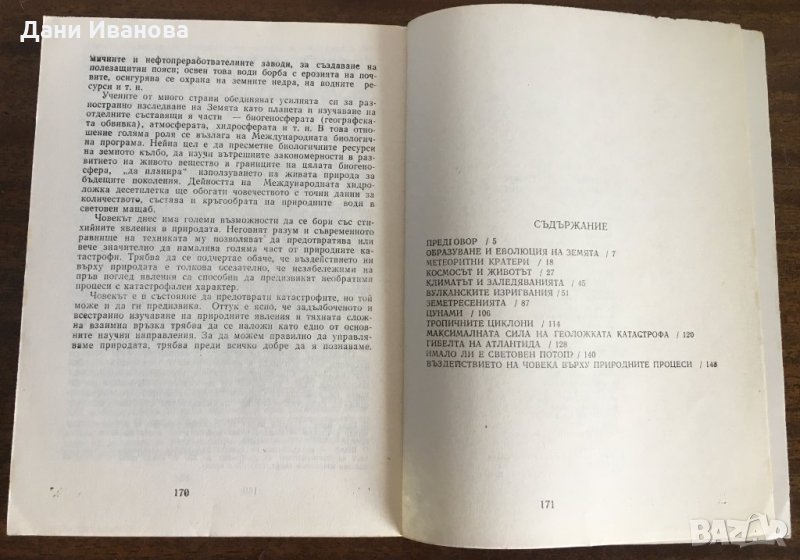 Дани Иванова
мичните и нефтопреработвателните заводи, за създаване на
полезащитни пояси; освен това води борба с ерозията на поч-
вите, осигурява се охрана на земните недра, на водните ре-
сурси и т. н.
Учените от много страни обединяват усилията си за раз-
ностранно изследване на Земята като планета и изучаване на
отделните съставящи я части — биогеносферата (географска-
та обвивка), атмосферата, хидросферата и т. н. В това отно-
шение голяма роля се възлага на Международната биологич-
на програма. Нейна цел е да пресметне биологичните ресурси
на земното кълбо, да научи вътрешните закономерности в раз-
витието на живото вещество в границите на цялата биогено-
сфера, „да планира" използуването на живата природа за
бъдещите поколения. Дейността на Международната хидро-
ложка десетилетка ще обогати човечеството с точни данни за
количеството, състава и кръгообрата на природните води в
световен мащаб.
Човекът днес има големи възможности да се бори със сти-
хийните явления в природата. Неговият разум и съвременното
равнище на техниката му позволяват да предотвратява или
вече значително да намалява голяма част от природните ка-
тастрофи. Трябва да се подчертае обаче, че въздействието ни
върху природата е толкова осезателно, че незабележими на
пръв поглед явления са способни да предизвикат необратими
процеси с катастрофален характер.
Човекът е в състояние да предотврати катастрофите, но той
може и да ги предизвика. Оттук е ясно, че задълбоченото и
всестранно изучаване на природните явления и тяхната слож-
на взаимна връзка трябва да се наложи като едно от основ-
ните научни направления. За да можем правилно да управля-
ваме природата, трябва преди всичко добре да я познаваме.
170
СЪДЪРЖАНИЕ
ПРЕДГОВОР / 5
ОБРАЗУВАНЕ И ЕВОЛЮЦИЯ НА ЗЕМЯТА / 7
МЕТЕОРИТНИ КРАТЕРИ / 18
КОСМОСЪТ И ЖИВОТЪТ / 27
КЛИМАТЪТ И ЗАЛЕДЯВАНИЯТА / 45
ВУЛКАНСКИТЕ ИЗРИГВАНИЯ / 51
ЗЕМЕТРЕСЕНИЯТА / 87
ЦУНАМИ / 106
ТРОПИЧНИТЕ ЦИКЛОНИ / 114
МАКСИМАЛНАТА СИЛА НА ГЕОЛОЖКАТА КАТАСТРОФА / 120
ГИБЕЛТА НА АТЛАНТИДА / 128
ИМАЛО ЛИ Е СВЕТОВЕН ПОТОП? / 140
ВЪЗДЕЙСТВИЕТО НА ЧОВЕКА ВЪРХУ ПРИРОДНИТЕ ПРОЦЕСИ / 148
171
BAZAR